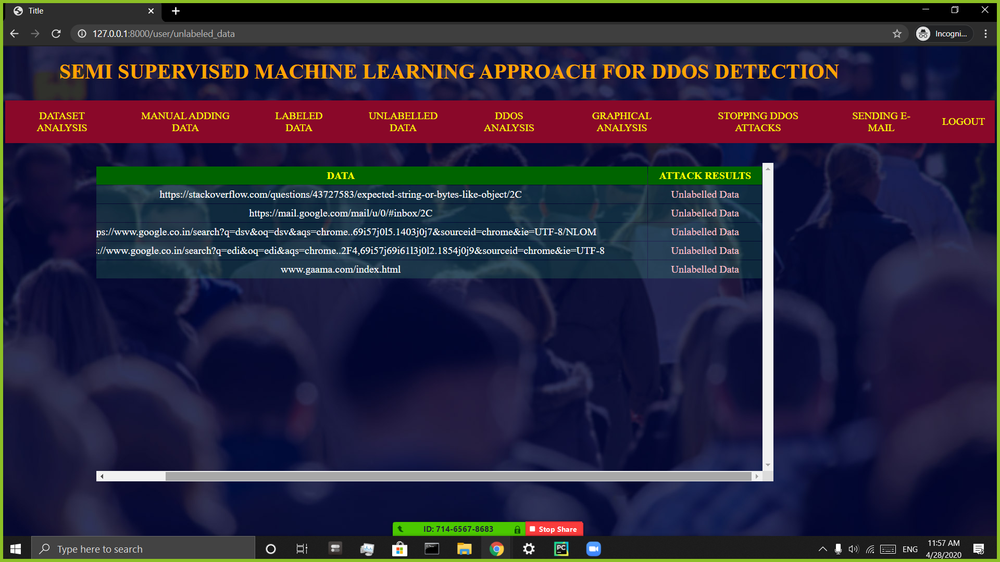 Title
127.0.0.1:8000/user/unlabeled_data
Incogni...
SEMI SUPERVISED MACHINE LEARNING APPROACH FOR DDOS DETECTION
DATASET ANALYSIS
MANUAL ADDING DATA
LABELED DATA
UNLABELLED DATA
DDOS ANALYSIS
GRAPHICAL ANALYSIS
STOPPING DDOS ATTACKS
SENDING E-MAIL
LOGOUT
DATA ATTACK RESULTS
https://stackoverflow.com/questions/43727583/expected-string-or-bytes-like-object/2C Unlabelled Data
https://mail.google.com/mail/u/0/#inbox/2C Unlabelled Data
ps://www.google.co.in/search?q=dsv&oq=dsv&aqs=chrome..69i57j0l5.1403j0j7&sourceid=chrome&ie=UTF-8/NLOM Unlabelled Data
://www.google.co.in/search?q=edi&oq=edi&aqs=chrome..2F4,69i57j69i61l3j0l2.1854j0j9&sourceid=chrome&ie=UTF-8 Unlabelled Data
www.gaama.com/index.html Unlabelled Data
ID: 714-6567-8683 Stop Share
Type here to search
PC
ENG
11:57 AM
4/28/2020